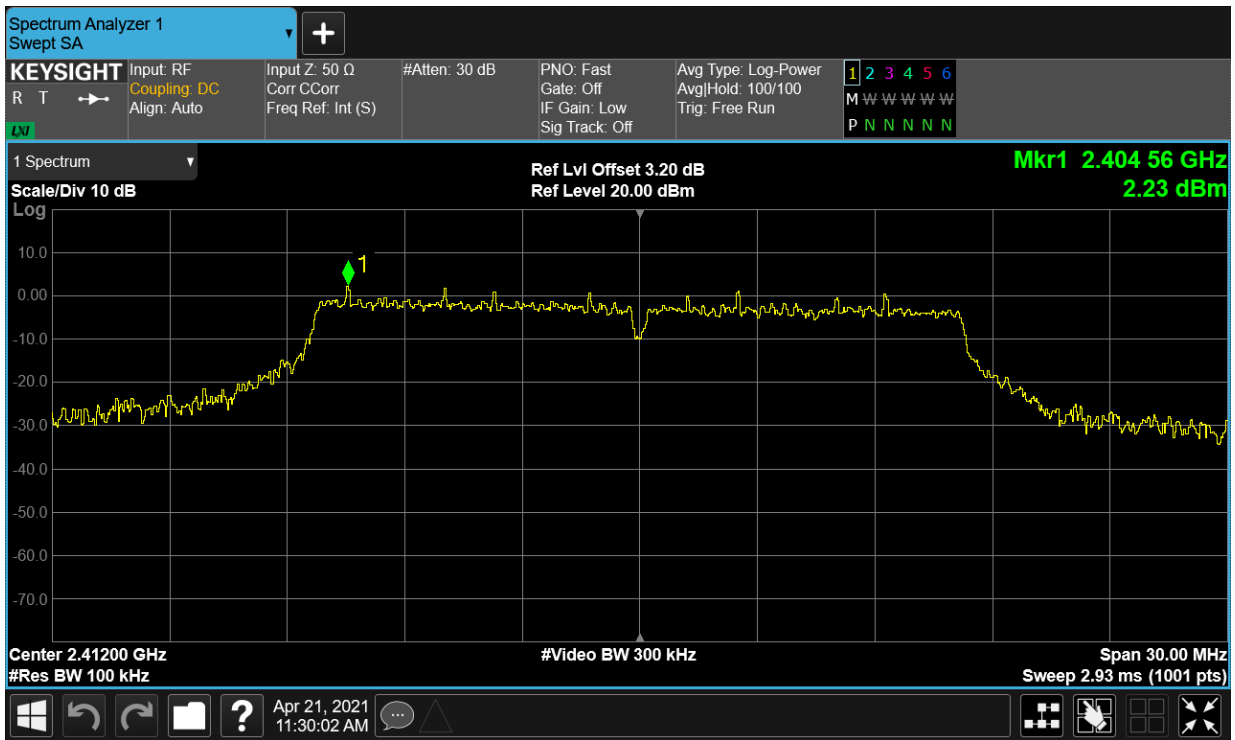 Spectrum Analyzer 1
Swept SA
KEYSIGHT
R T
LXI
Input: RF
Coupling: DC
Align: Auto
Input Z: 50 Ω
Corr CCorr
Freq Ref: Int (S)
#Atten: 30 dB
PNO: Fast
Gate: Off
IF Gain: Low
Sig Track: Off
Avg Type: Log-Power
Avg|Hold: 100/100
Trig: Free Run
1 2 3 4 5 6
M W W W W W
P N N N N N
1 Spectrum
Scale/Div 10 dB
Log
Ref Lvl Offset 3.20 dB
Ref Level 20.00 dBm
Mkr1 2.404 56 GHz
2.23 dBm
1
10.0
0.00
-10.0
-20.0
-30.0
-40.0
-50.0
-60.0
-70.0
Center 2.41200 GHz
#Res BW 100 kHz
#Video BW 300 kHz
Span 30.00 MHz
Sweep 2.93 ms (1001 pts)
?
Apr 21, 2021
11:30:02 AM